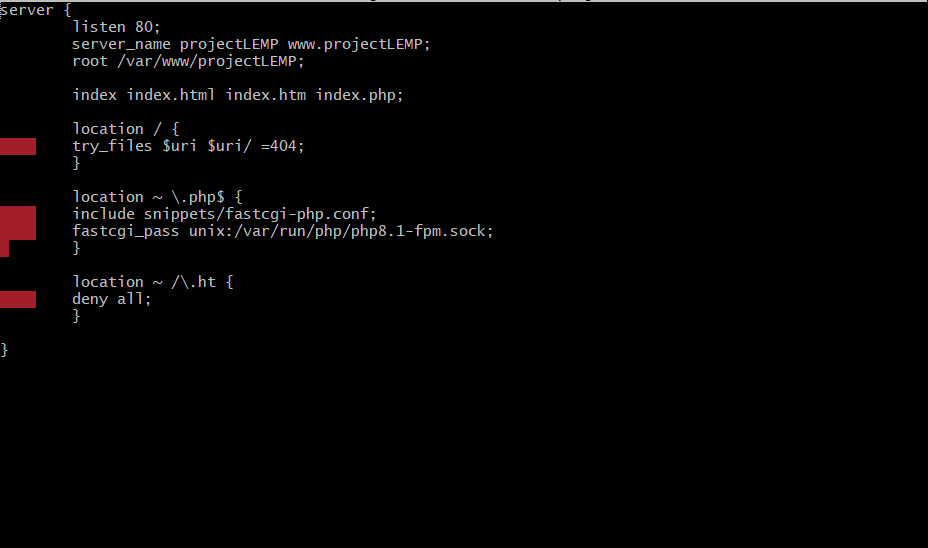 server {
listen 80;
server_name projectLEMP www.projectLEMP;
root /var/www/projectLEMP;
index index.html index.htm index.php;
location / {
try_files $uri $uri/ =404;
}
location ~ \.php$ {
include snippets/fastcgi-php.conf;
fastcgi_pass unix:/var/run/php/php8.1-fpm.sock;
}
location ~ /\.ht {
deny all;
}
}